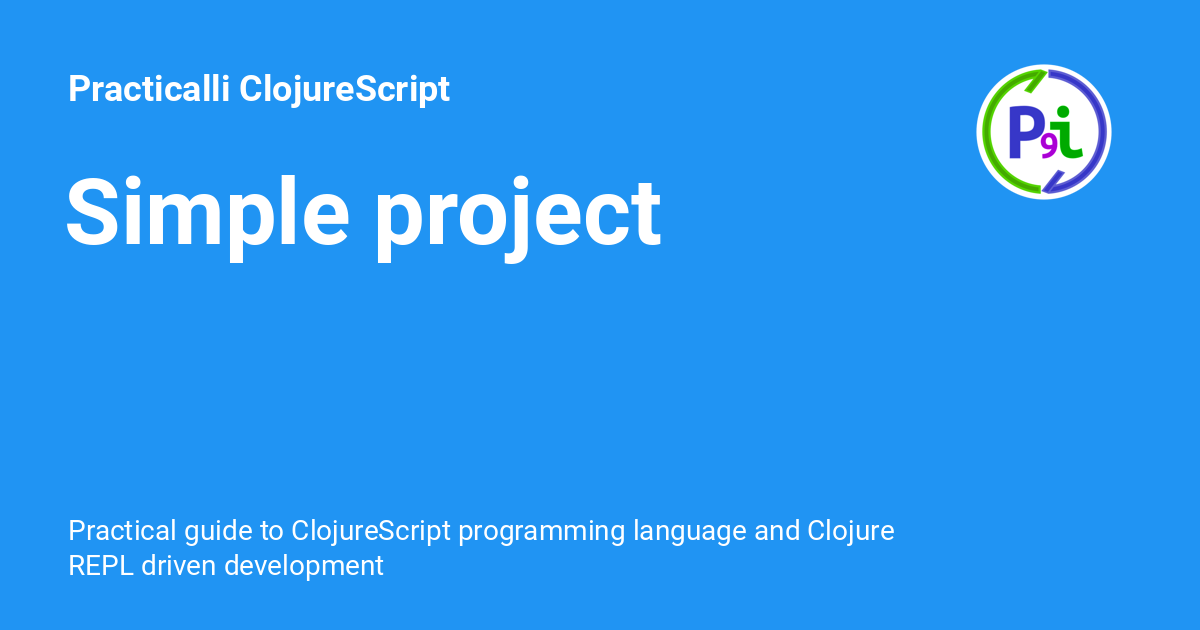 Practicalli ClojureScript
P9i
Simple project
Practical guide to ClojureScript programming language and Clojure
REPL driven development